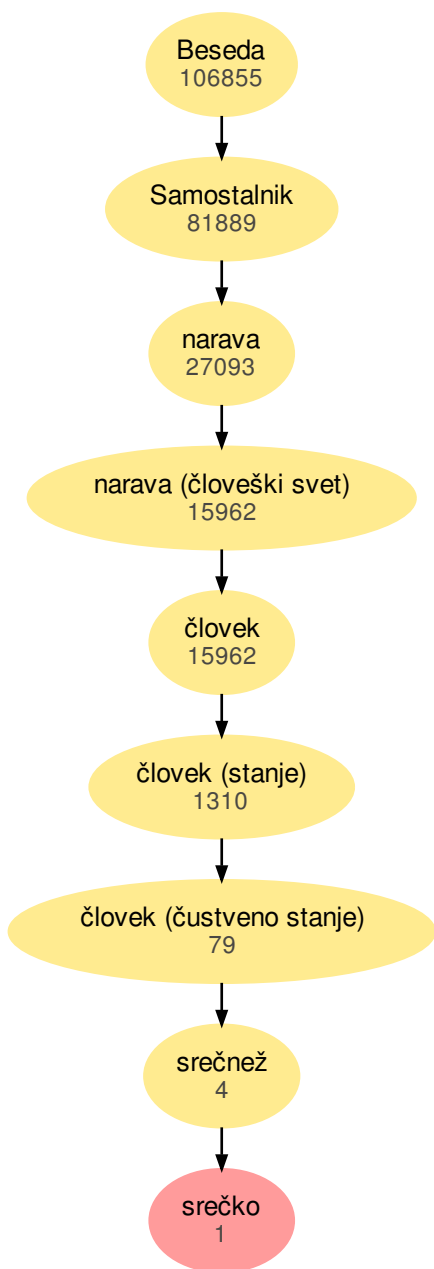 Beseda
106855
Samostalnik
81889
narava
27093
narava (človeški svet)
15962
človek
15962
človek (stanje)
1310
človek (čustveno stanje)
79
srečnež
4
srečko
1